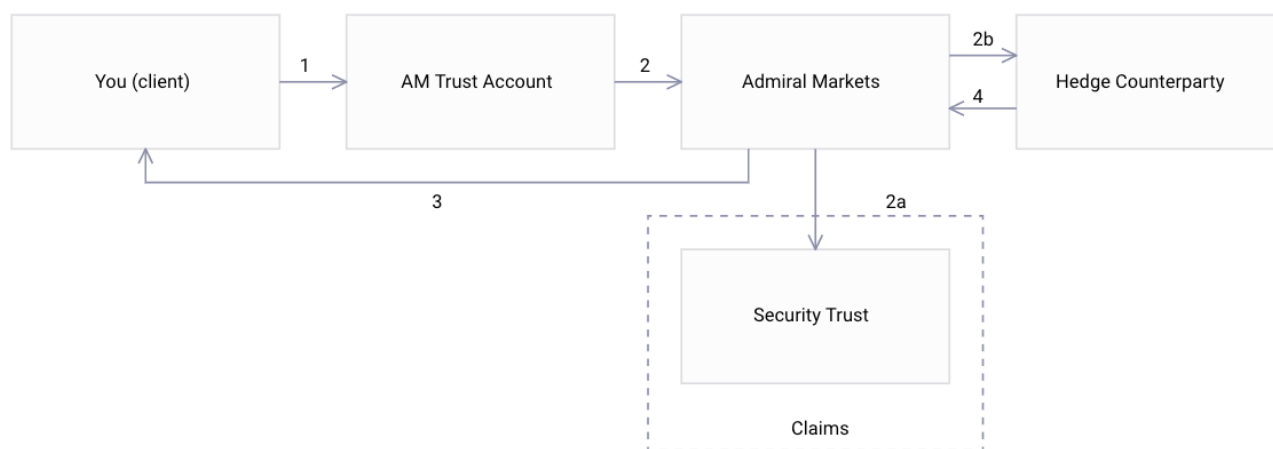 You (client)
1
AM Trust Account
2
Admiral Markets
2b
4
Hedge Counterparty
3
2a
Security Trust
Claims